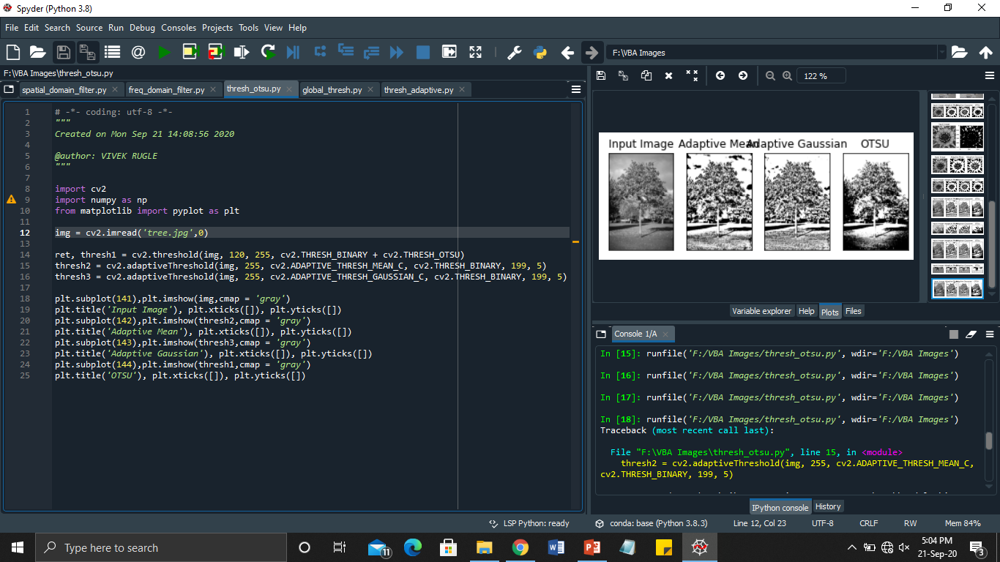 Spyder (Python 3.8)
File Edit Search Source Run Debug Consoles Projects Tools View Help
F:\VBA Images
F:\VBA Images\thresh_otsu.py
spatial_domain_filter.py freq_domain_filter.py thresh_otsu.py global_thresh.py thresh_adaptive.py
1 # -*- coding: utf-8 -*-
2 """
3 Created on Mon Sep 21 14:08:56 2020
4
5 @author: VIVEK RUGLE
6 """
7
8 import cv2
9 import numpy as np
10 from matplotlib import pyplot as plt
11
12 img = cv2.imread('tree.jpg',0)
13
14 ret, thresh1 = cv2.threshold(img, 120, 255, cv2.THRESH_BINARY + cv2.THRESH_OTSU)
15 thresh2 = cv2.adaptiveThreshold(img, 255, cv2.ADAPTIVE_THRESH_MEAN_C, cv2.THRESH_BINARY, 199, 5)
16 thresh3 = cv2.adaptiveThreshold(img, 255, cv2.ADAPTIVE_THRESH_GAUSSIAN_C, cv2.THRESH_BINARY, 199, 5)
17
18 plt.subplot(141),plt.imshow(img,cmap = 'gray')
19 plt.title('Input Image'), plt.xticks([]), plt.yticks([])
20 plt.subplot(142),plt.imshow(thresh2,cmap = 'gray')
21 plt.title('Adaptive Mean'), plt.xticks([]), plt.yticks([])
22 plt.subplot(143),plt.imshow(thresh3,cmap = 'gray')
23 plt.title('Adaptive Gaussian'), plt.xticks([]), plt.yticks([])
24 plt.subplot(144),plt.imshow(thresh1,cmap = 'gray')
25 plt.title('OTSU'), plt.xticks([]), plt.yticks([])
122 %
Input Image Adaptive Mean Adaptive Gaussian OTSU
Variable explorer Help Plots Files
Console 1/A
In [15]: runfile('F:/VBA Images/thresh_otsu.py', wdir='F:/VBA Images')
In [16]: runfile('F:/VBA Images/thresh_otsu.py', wdir='F:/VBA Images')
In [17]: runfile('F:/VBA Images/thresh_otsu.py', wdir='F:/VBA Images')
In [18]: runfile('F:/VBA Images/thresh_otsu.py', wdir='F:/VBA Images')
Traceback (most recent call last):
File "F:\VBA Images\thresh_otsu.py", line 15, in <module>
thresh2 = cv2.adaptiveThreshold(img, 255, cv2.ADAPTIVE_THRESH_MEAN_C,
cv2.THRESH_BINARY, 199, 5)
IPython console History
LSP Python: ready conda: base (Python 3.8.3) Line 12, Col 23 UTF-8 CRLF RW Mem 84%
Type here to search
11
5:04 PM
21-Sep-20
3